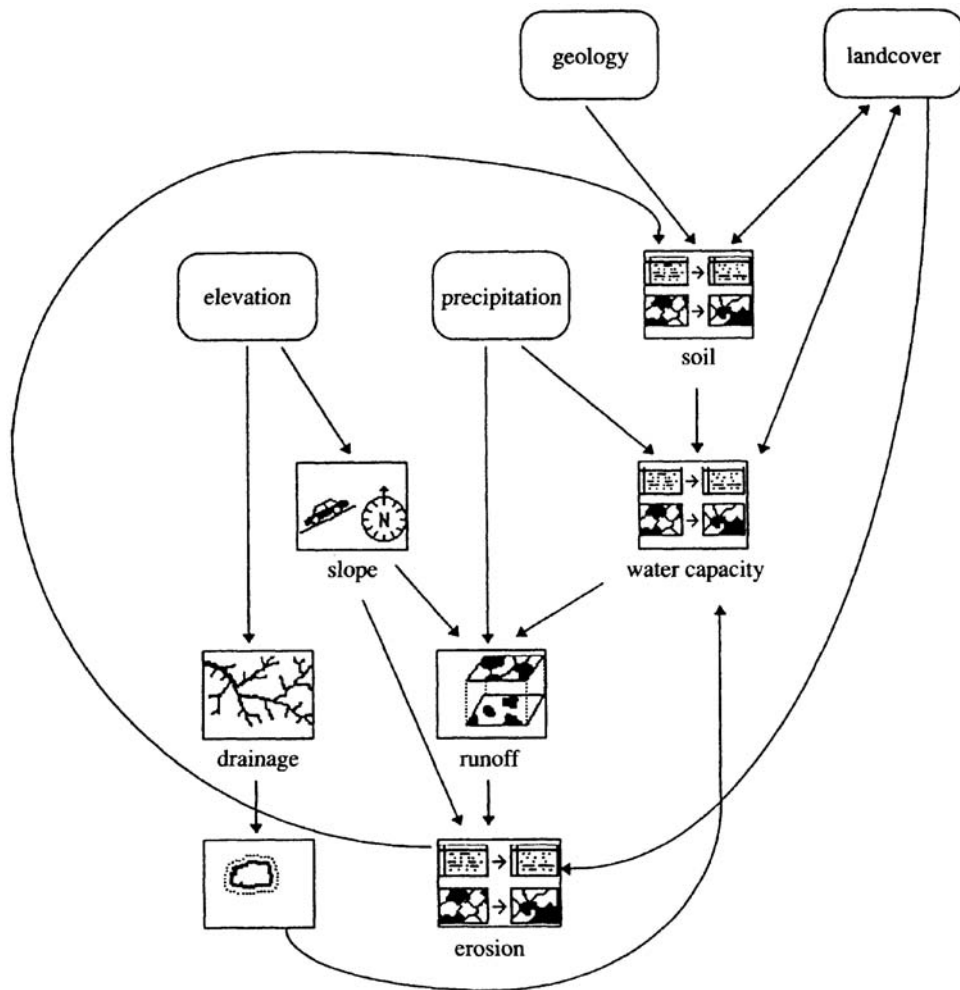 geology
landcover
elevation
precipitation
soil
N
slope
water capacity
drainage
runoff
erosion